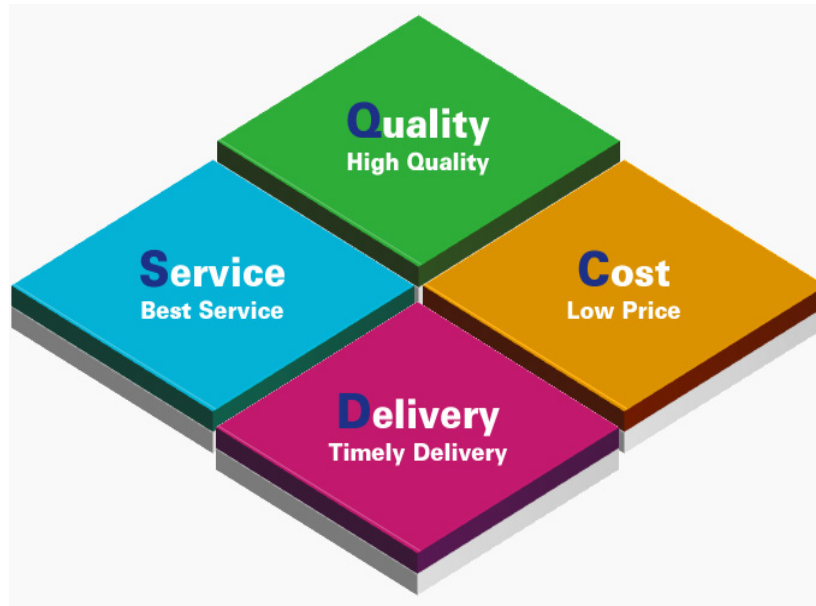 Quality
High Quality
Service
Best Service
Cost
Low Price
Delivery
Timely Delivery